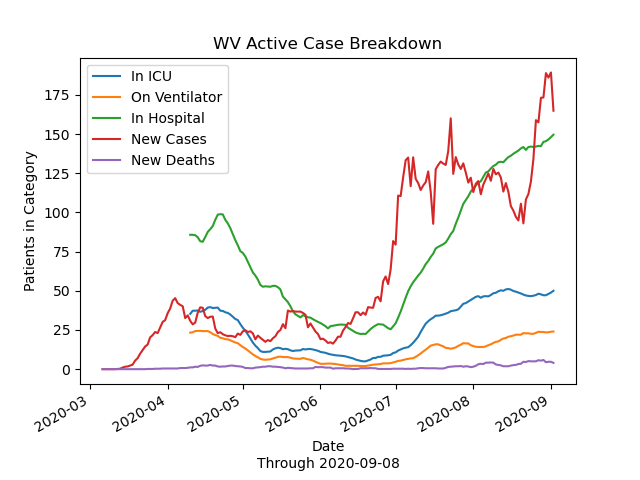 WV Active Case Breakdown
In ICU
On Ventilator
In Hospital
New Cases
New Deaths
Patients in Category
175
150
125
100
75
50
25
0
2020-03
2020-04
2020-05
2020-06
2020-07
2020-08
2020-09
Date
Through 2020-09-08